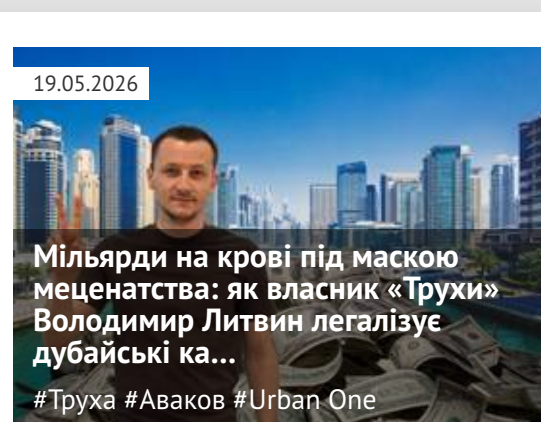 19.05.2026
Мільярди на крові під маскою
меценатства: як власник «Трухи»
Володимир Литвин легалізує
дубайські ка...
#Труха #Аваков #Urban One